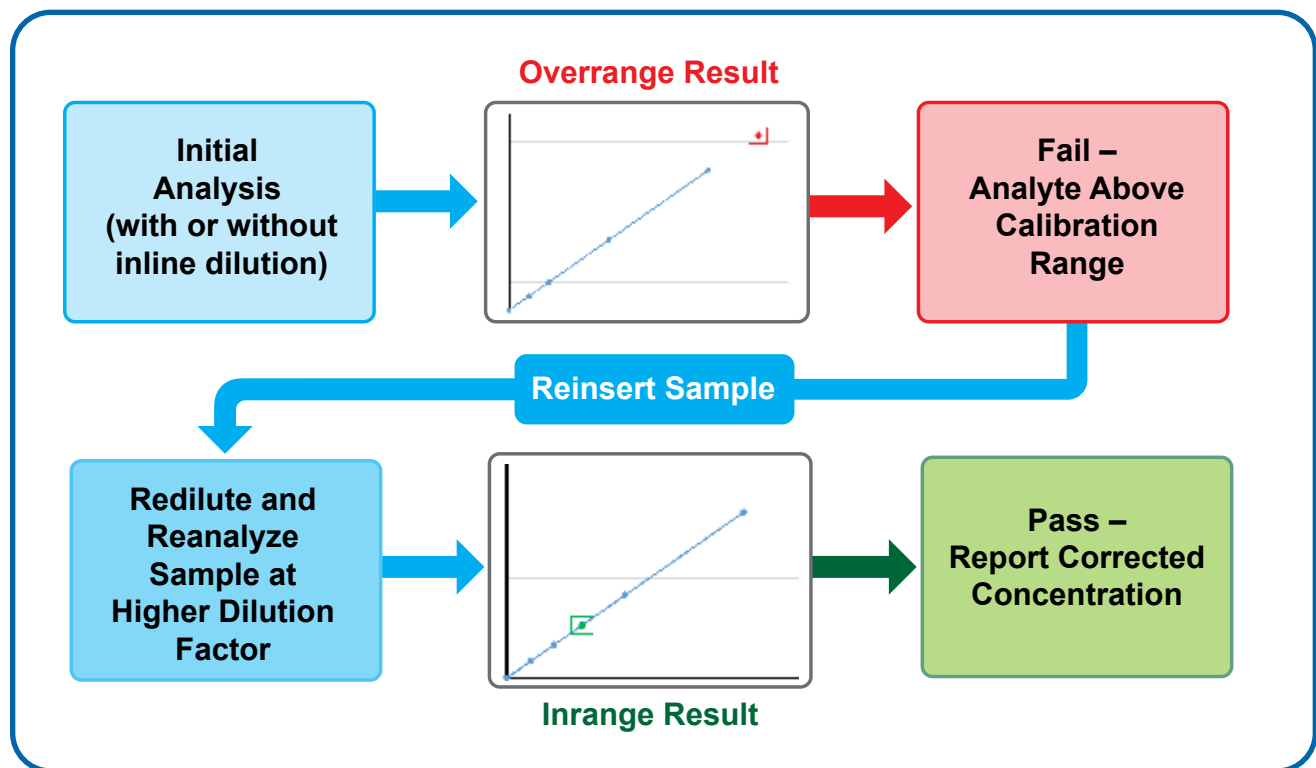 Overrange Result
Initial
Analysis
(with or without
inline dilution)
Fail –
Analyte Above
Calibration
Range
Reinsert Sample
Redilute and
Reanalyze
Sample at
Higher Dilution
Factor
Pass –
Report Corrected
Concentration
Inrange Result